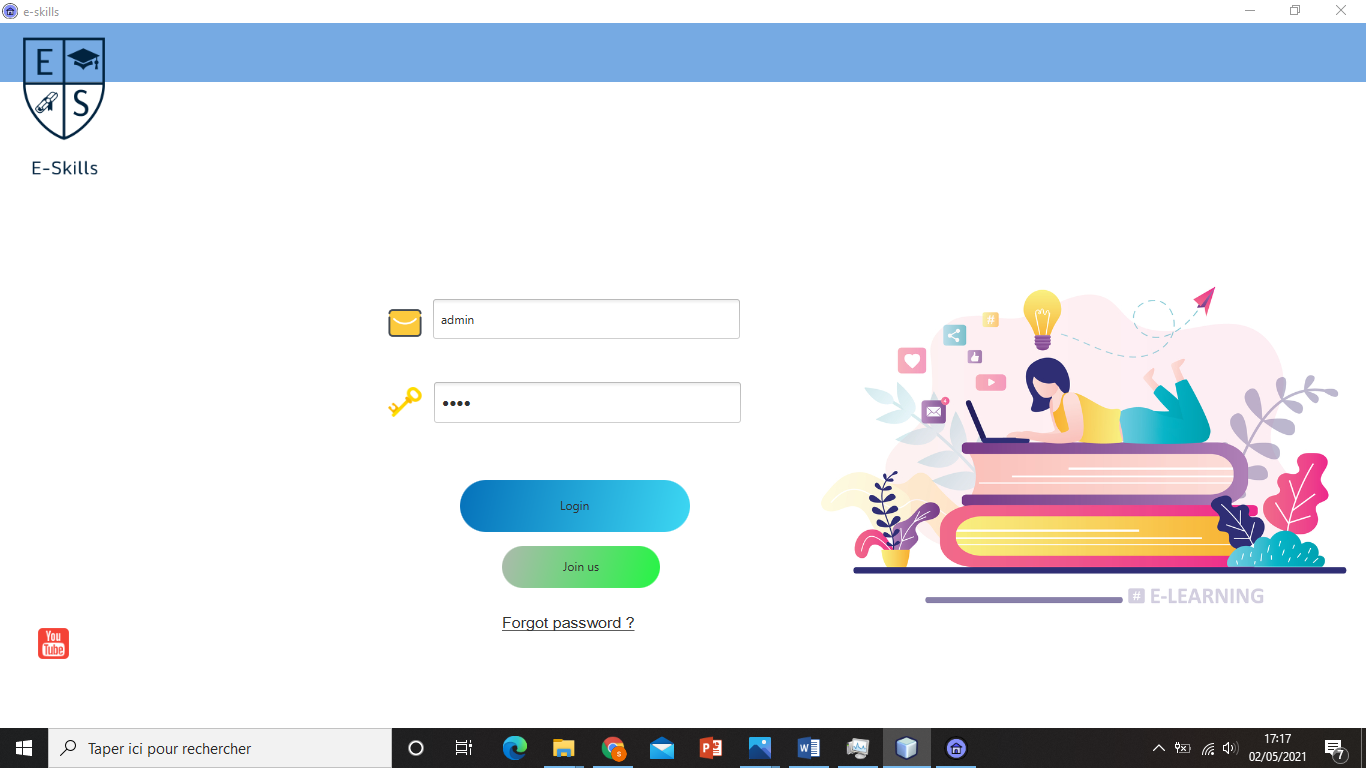 e-skills
E
S
E-Skills
admin
••••
Login
Join us
Forgot password ?
#
# E-LEARNING
You
Tube
Taper ici pour rechercher
17:17
02/05/2021
7